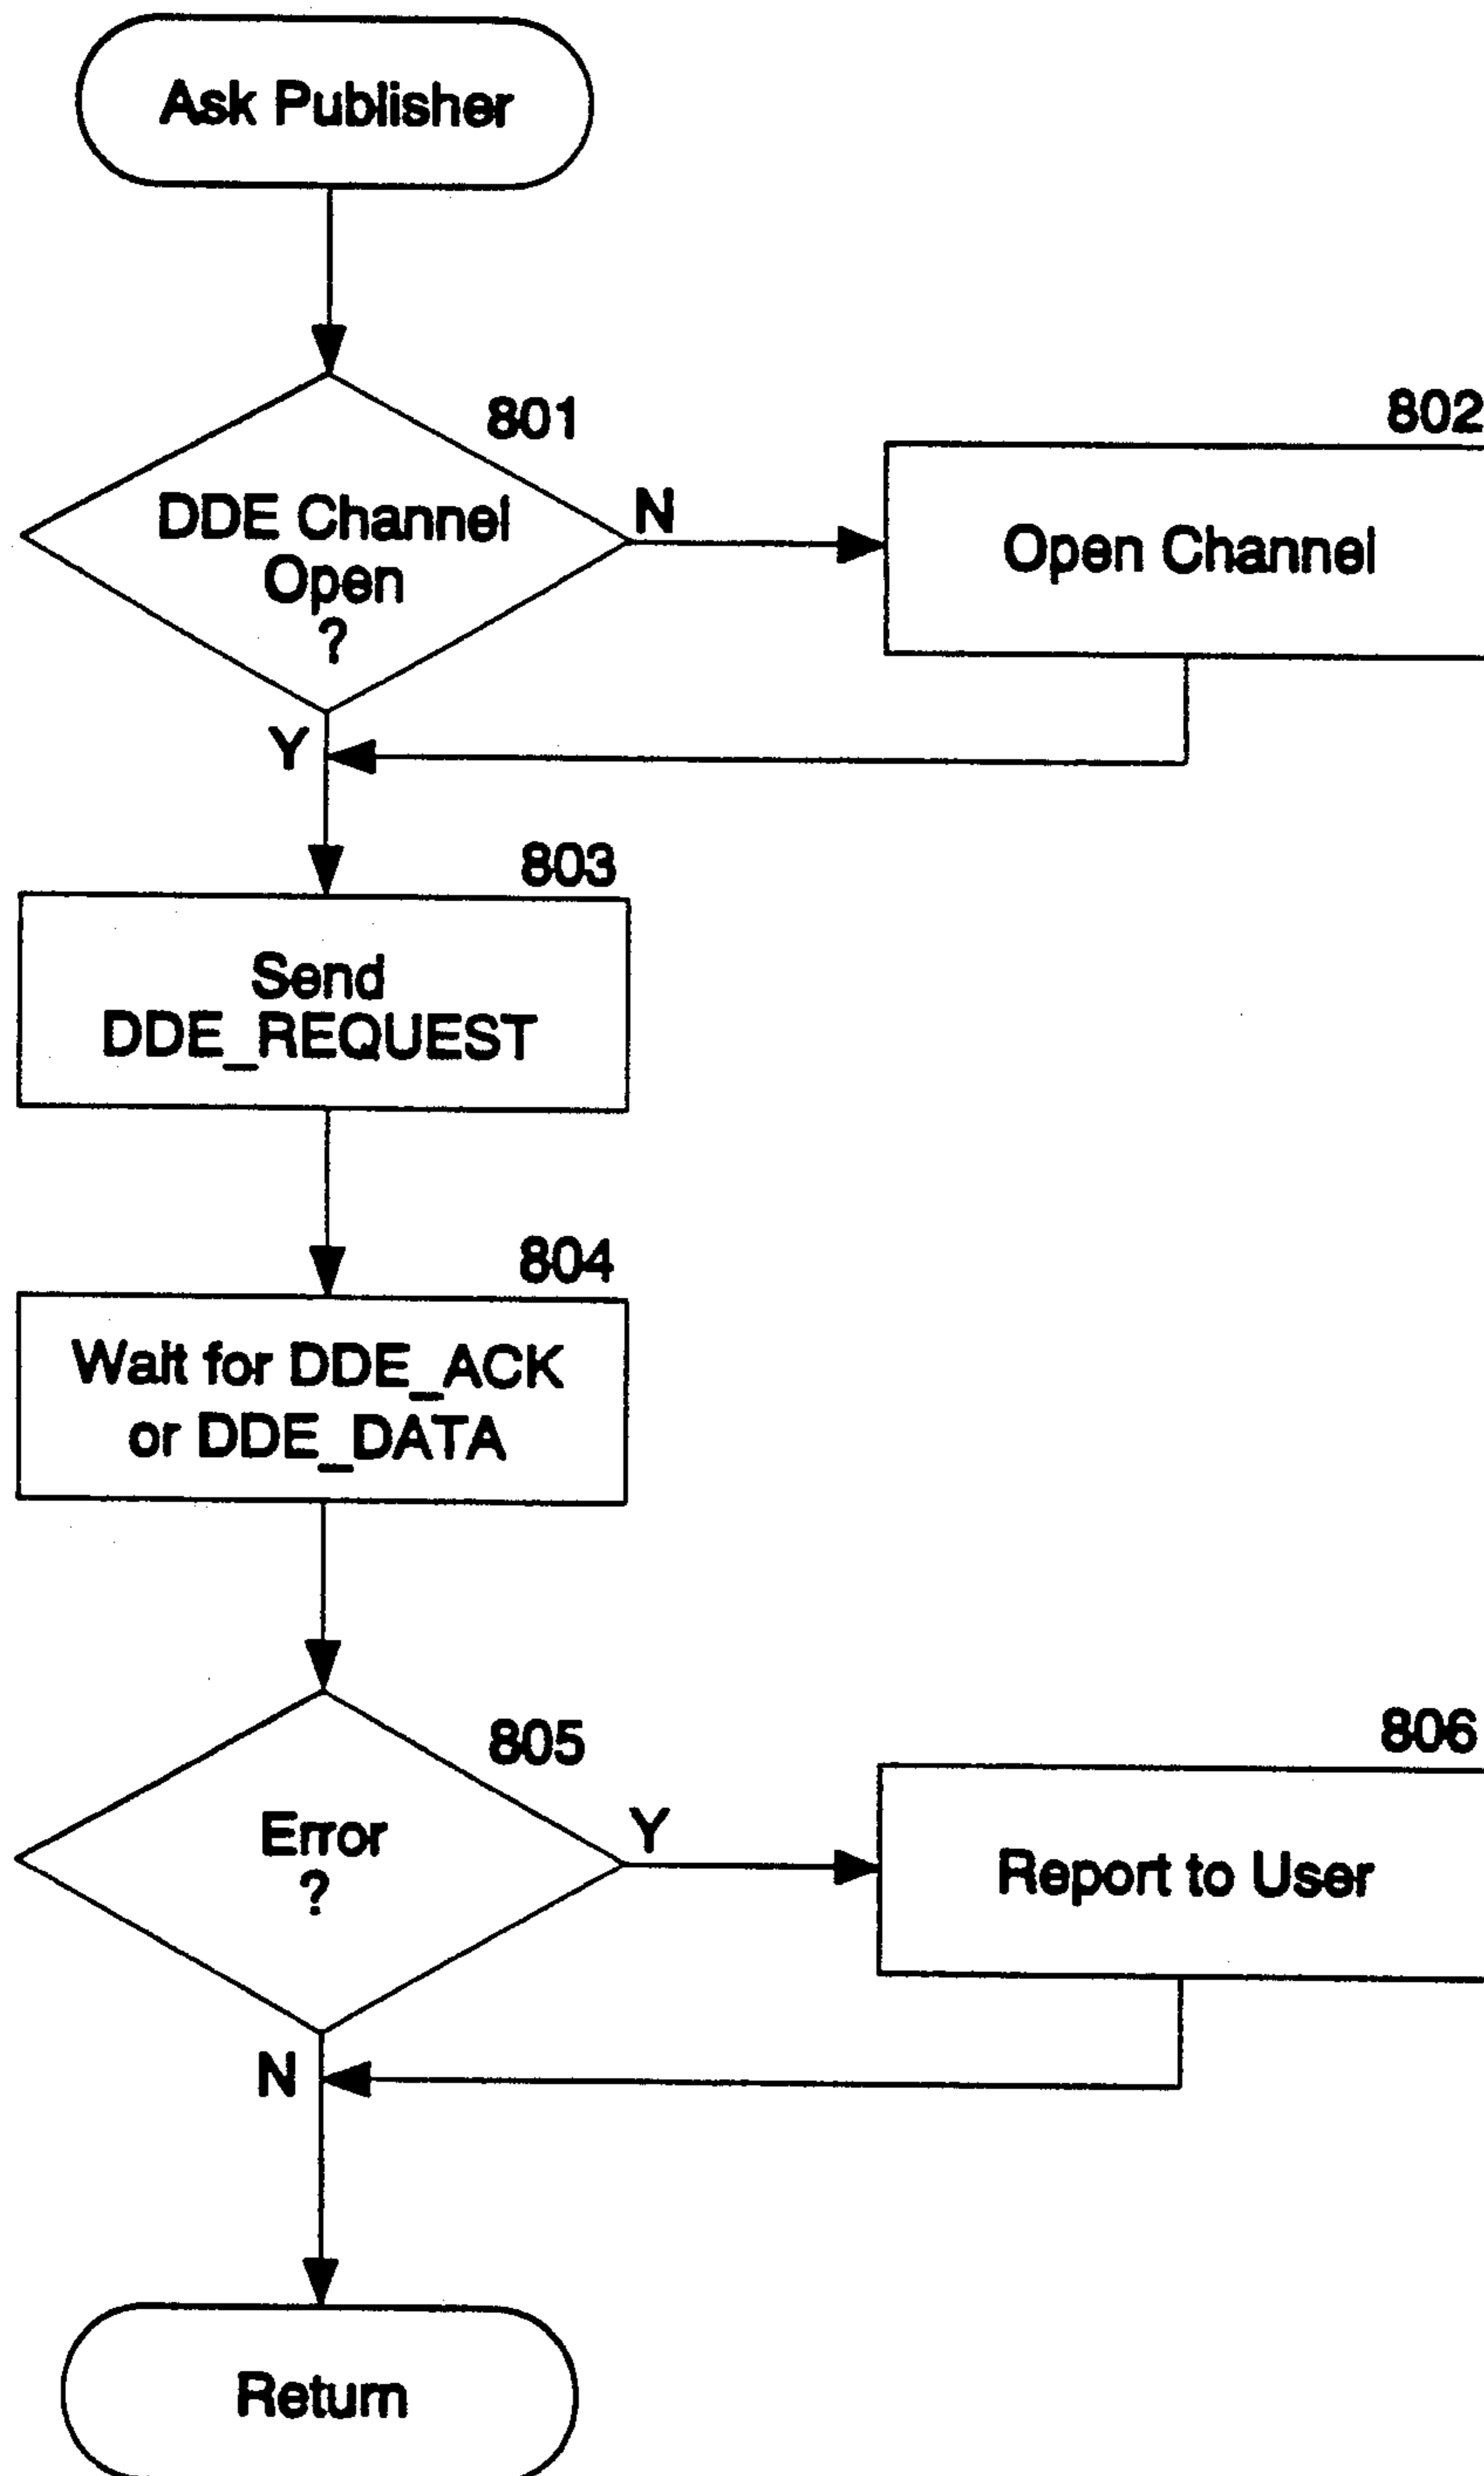 Ask Publisher
801
DDE Channel
Open
?
N
802
Open Channel
Y
803
Send
DDE_REQUEST
804
Wait for DDE_ACK
or DDE_DATA
805
Error
?
Y
806
Report to User
N
Return